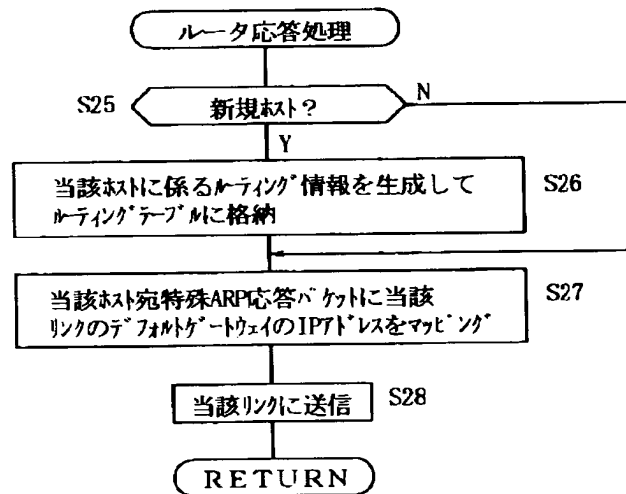 ルータ応答処理
S25
新規ﾎｽﾄ？
N
Y
当該ﾎｽﾄに係るﾙｰﾃｨﾝｸﾞ情報を生成して
ﾙｰﾃｨﾝｸﾞﾃｰﾌﾞﾙに格納
S26
当該ﾎｽﾄ宛特殊ARP応答ﾊﾟｹｯﾄに当該
ﾘﾝｸのﾃﾞﾌｫﾙﾄｹﾞｰﾄｳｪｲのIPｱﾄﾞﾚｽをﾏｯﾋﾟﾝｸﾞ
S27
当該ﾘﾝｸに送信
S28
RETURN